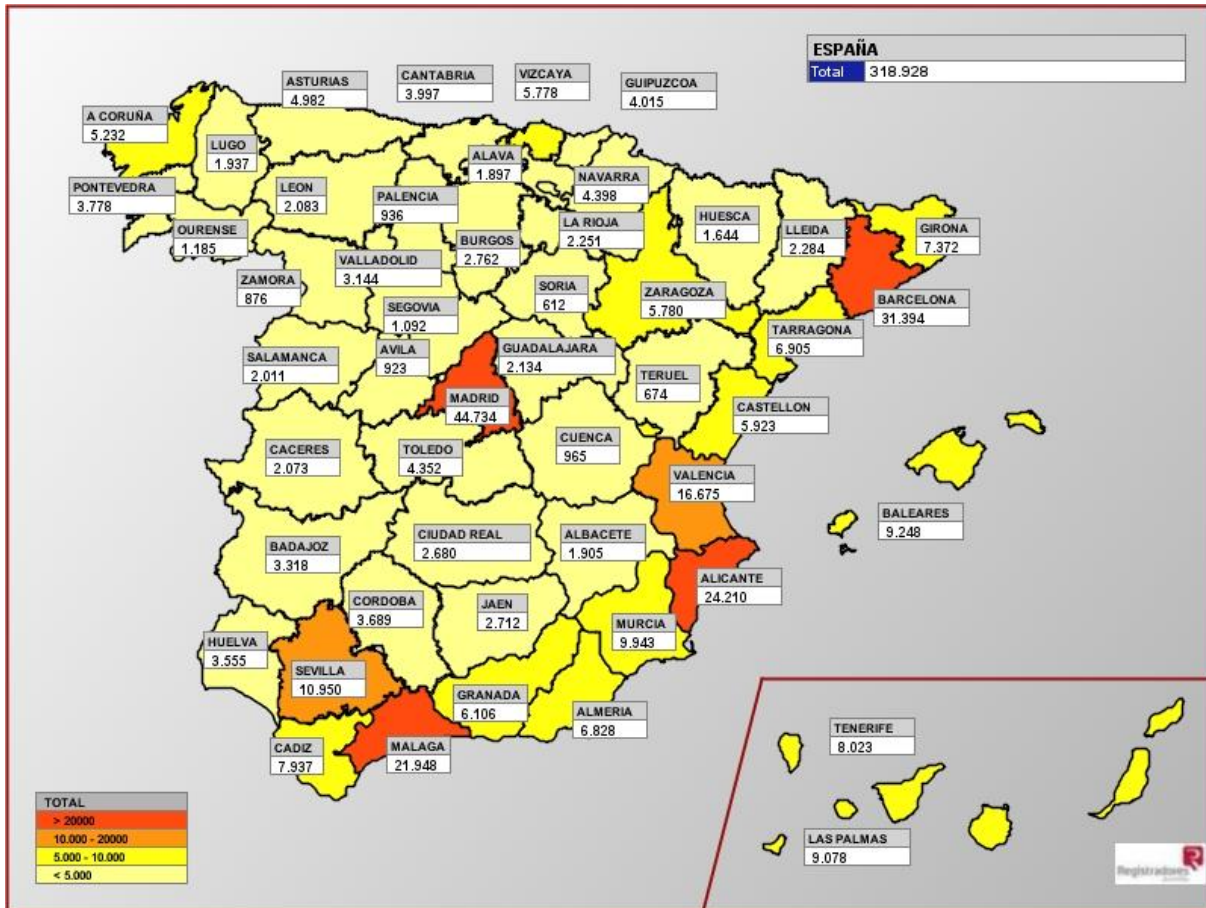 ESPAÑA
Total 318.928
ASTURIAS
4.982
CANTABRIA
3.997
VIZCAYA
5.778
GUIPUZCOA
4.015
A CORUÑA
5.232
LUGO
1.937
ALAVA
1.897
NAVARRA
4.398
PONTEVEDRA
3.778
LEON
2.083
PALENCIA
936
LA RIOJA
2.251
HUESCA
1.644
LLEIDA
2.284
GIRONA
7.372
OURENSE
1.185
BURGOS
2.762
VALLADOLID
3.144
ZAMORA
876
SORIA
612
ZARAGOZA
5.780
BARCELONA
31.394
SEGOVIA
1.092
TARRAGONA
6.905
SALAMANCA
2.011
AVILA
923
GUADALAJARA
2.134
TERUEL
674
MADRID
44.734
CASTELLON
5.923
CACERES
2.073
TOLEDO
4.352
CUENCA
965
VALENCIA
16.675
BALEARES
9.248
BADAJOZ
3.318
CIUDAD REAL
2.680
ALBACETE
1.905
ALICANTE
24.210
CORDOBA
3.689
JAEN
2.712
MURCIA
9.943
HUELVA
3.555
SEVILLA
10.950
GRANADA
6.106
ALMERIA
6.828
CADIZ
7.937
MALAGA
21.948
TENERIFE
8.023
LAS PALMAS
9.078
TOTAL
> 20000
10.000 - 20000
5.000 - 10.000
< 5.000
Registradores